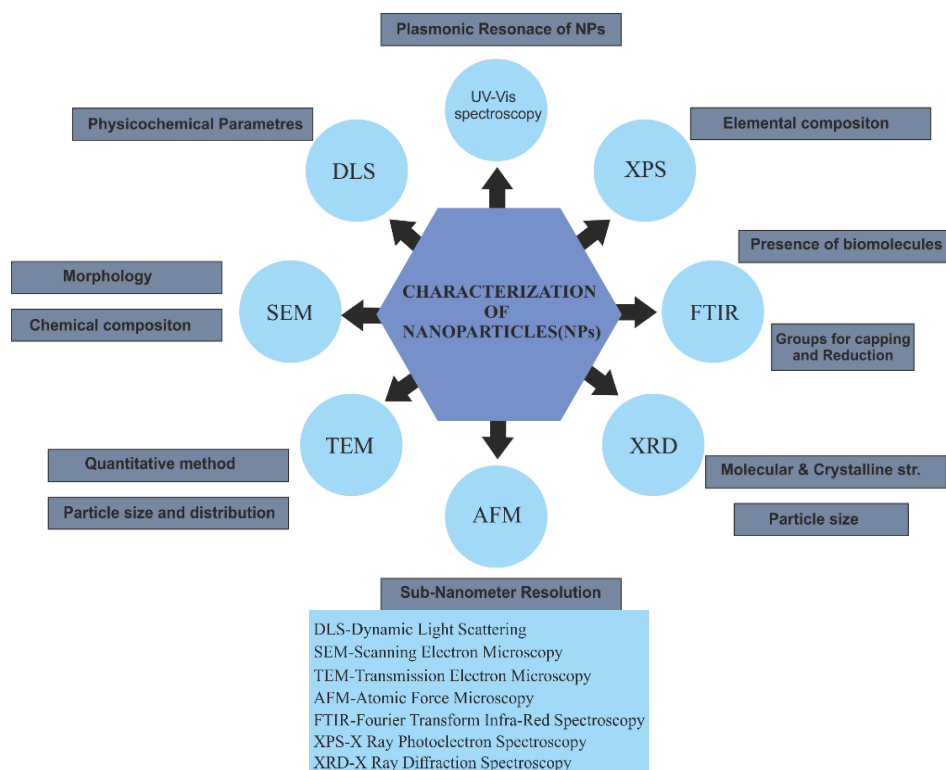 Plasmonic Resonace of NPs
UV-Vis
spectroscopy
Physicochemical Parametres
DLS
Elemental compositon
XPS
Morphology
Chemical compositon
SEM
CHARACTERIZATION
OF
NANOPARTICLES(NPs)
Presence of biomolecules
FTIR
Groups for capping
and Reduction
Quantitative method
Particle size and distribution
TEM
AFM
XRD
Molecular & Crystalline str.
Particle size
Sub-Nanometer Resolution
DLS-Dynamic Light Scattering
SEM-Scanning Electron Microscopy
TEM-Transmission Electron Microscopy
AFM-Atomic Force Microscopy
FTIR-Fourier Transform Infra-Red Spectroscopy
XPS-X Ray Photoelectron Spectroscopy
XRD-X Ray Diffraction Spectroscopy